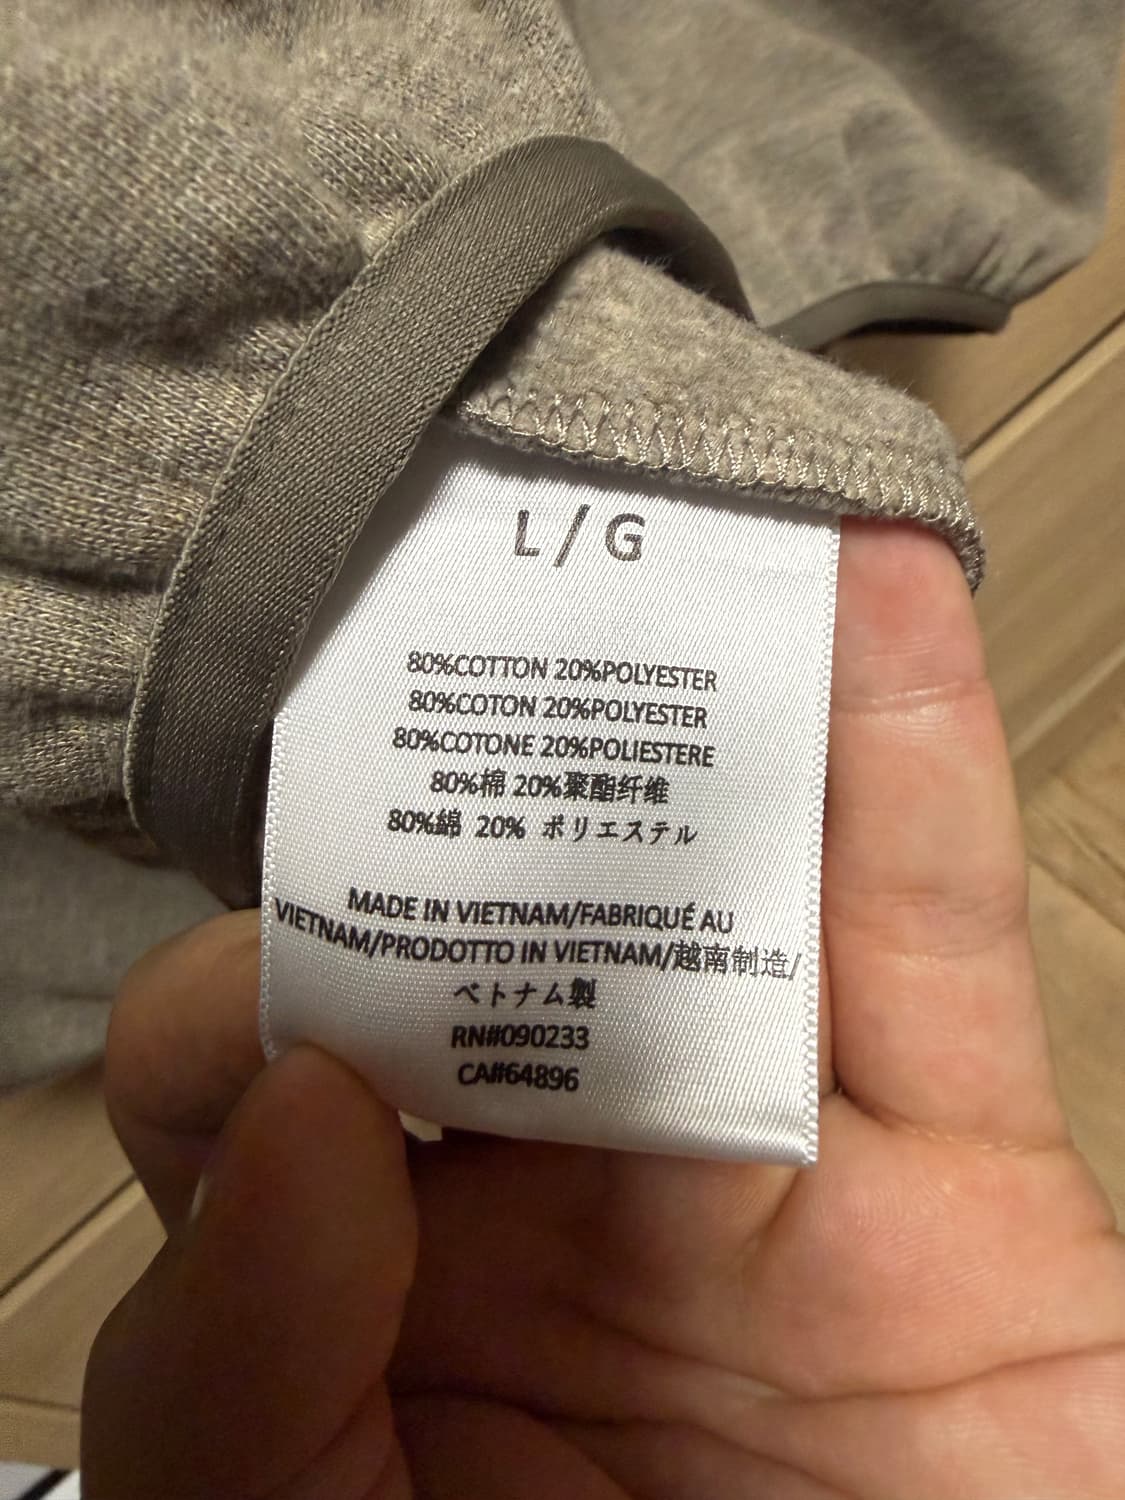 L / G
80%COTTON 20%POLYESTER
80%COTON 20%POLYESTER
80%COTONE 20%POLIESTERE
80%棉 20%聚酯纤维
80%綿 20% ポリエステル
MADE IN VIETNAM/FABRIQUÉ AU
VIETNAM/PRODOTTO IN VIETNAM/越南制造/
ベトナム製
RN#090233
CA#64896